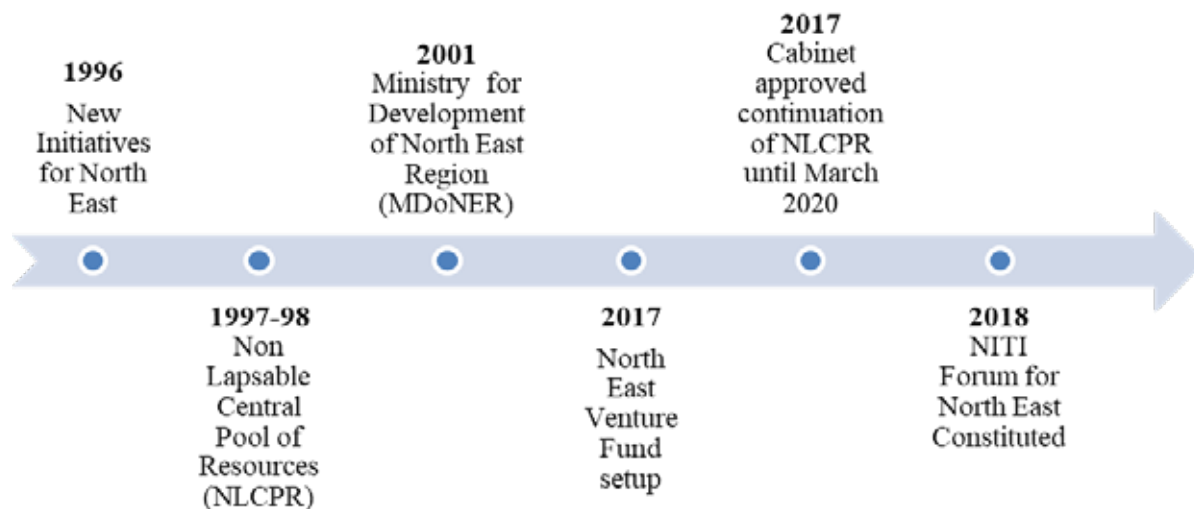 1996
New
Initiatives
for North
East
1997-98
Non
Lapsable
Central
Pool of
Resources
(NLCPR)
2001
Ministry for
Development
of North East
Region
(MDoNER)
2017
North
East
Venture
Fund
setup
2017
Cabinet
approved
continuation
of NLCPR
until March
2020
2018
NITI
Forum for
North East
Constituted